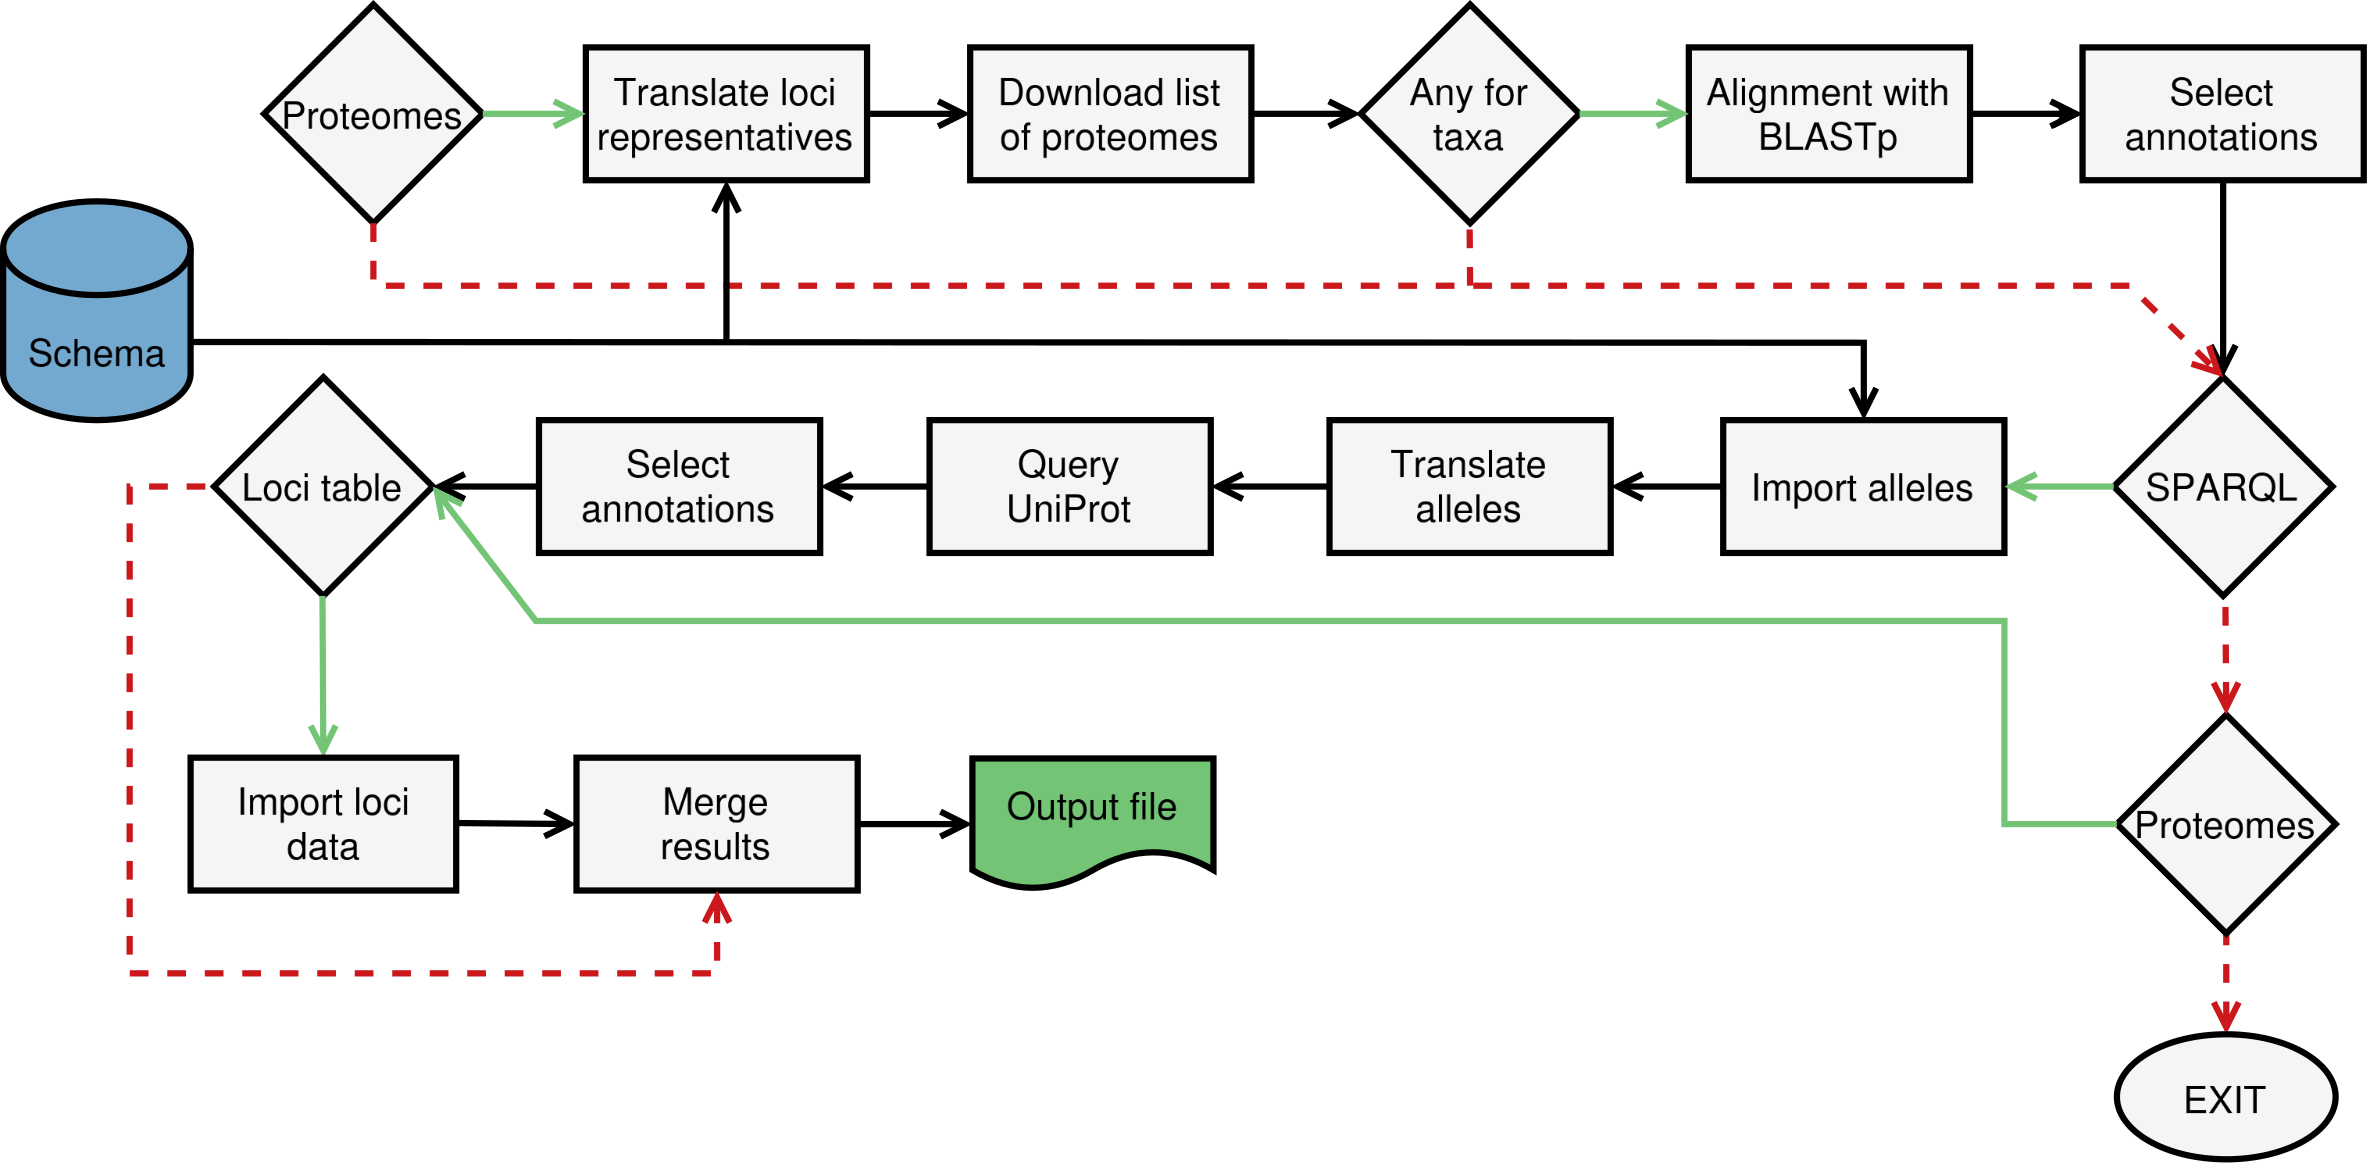 Proteomes
Translate loci
representatives
Download list
of proteomes
Any for
taxa
Alignment with
BLASTp
Select
annotations
Schema
Loci table
Select
annotations
Query
UniProt
Translate
alleles
Import alleles
SPARQL
Import loci
data
Merge
results
Output file
Proteomes
EXIT